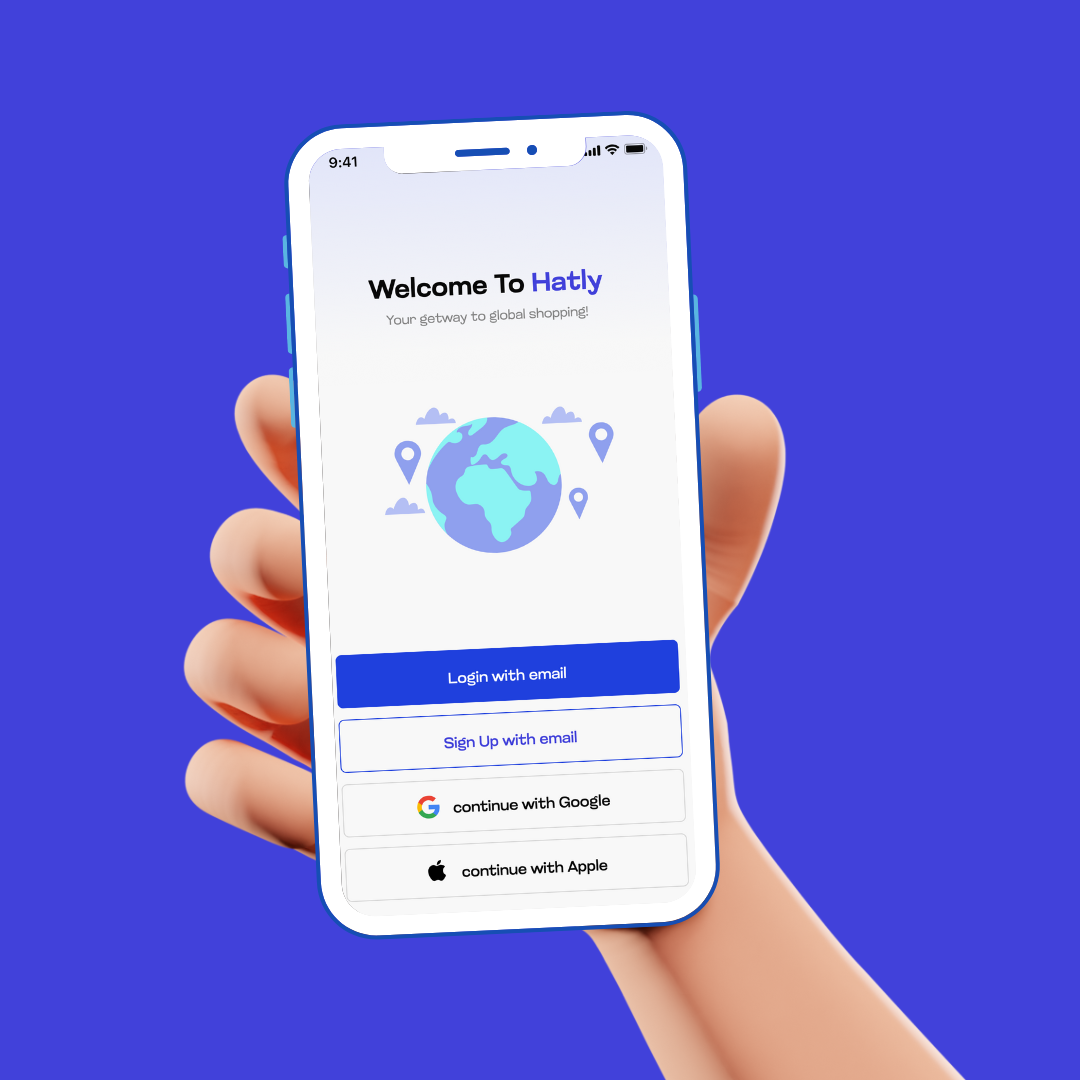 9:41
Welcome To Hatly
Your getway to global shopping!
Login with email
Sign Up with email
continue with Google
continue with Apple